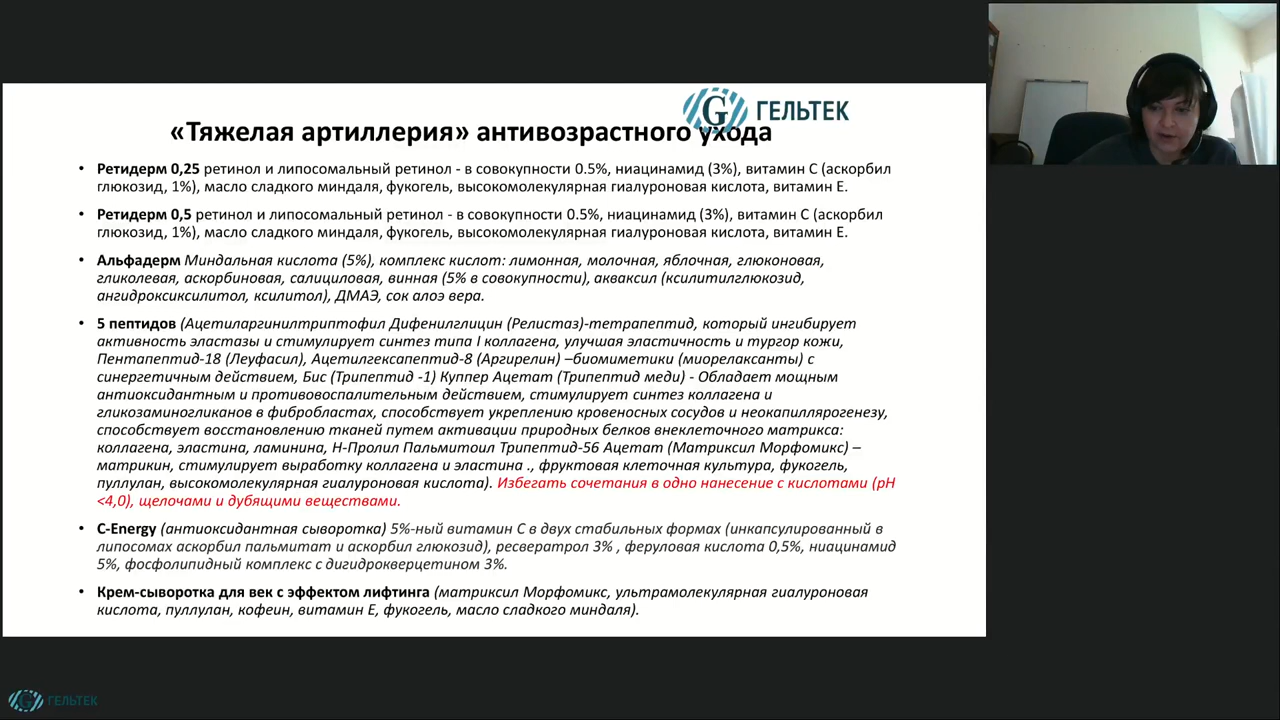 ГЕЛЬТЕК
«Тяжелая артиллерия» антивозрастного ухода
• Ретидерм 0,25 ретинол и липосомальный ретинол - в совокупности 0.5%, ниацинамид (3%), витамин С (аскорбил
глюкозид, 1%), масло сладкого миндаля, фукогель, высокомолекулярная гиалуроновая кислота, витамин Е.
• Ретидерм 0,5 ретинол и липосомальный ретинол - в совокупности 0.5%, ниацинамид (3%), витамин С (аскорбил
глюкозид, 1%), масло сладкого миндаля, фукогель, высокомолекулярная гиалуроновая кислота, витамин Е.
• Альфадерм Миндальная кислота (5%), комплекс кислот: лимонная, молочная, яблочная, глюконовая,
гликолевая, аскорбиновая, салициловая, винная (5% в совокупности), акваксил (ксилитилглюкозид,
ангидроксиксилитол, ксилитол), ДМАЭ, сок алоэ вера.
• 5 пептидов (Ацетиларгинилтриптофил Дифенилглицин (Релистаз)-тетрапептид, который ингибирует
активность эластазы и стимулирует синтез типа I коллагена, улучшая эластичность и тургор кожи,
Пентапептид-18 (Леуфасил), Ацетилгексапептид-8 (Аргирелин) –биомиметики (миорелаксанты) с
синергетичным действием, Бис (Трипептид -1) Куппер Ацетат (Трипептид меди) - Обладает мощным
антиоксидантным и противовоспалительным действием, стимулирует синтез коллагена и
гликозаминогликанов в фибробластах, способствует укреплению кровеносных сосудов и неокапиллярогенезу,
способствует восстановлению тканей путем активации природных белков внеклеточного матрикса:
коллагена, эластина, ламинина, Н-Пролил Пальмитоил Трипептид-56 Ацетат (Матриксил Морфомикс) –
матрикин, стимулирует выработку коллагена и эластина ., фруктовая клеточная культура, фукогель,
пуллулан, высокомолекулярная гиалуроновая кислота). Избегать сочетания в одно нанесение с кислотами (pH
<4,0), щелочами и дубящими веществами.
• C-Energy (антиоксидантная сыворотка) 5%-ный витамин С в двух стабильных формах (инкапсулированный в
липосомах аскорбил пальмитат и аскорбил глюкозид), ресвератрол 3% , феруловая кислота 0,5%, ниацинамид
5%, фосфолипидный комплекс с дигидрокверцетином 3%.
• Крем-сыворотка для век с эффектом лифтинга (матриксил Морфомикс, ультрамолекулярная гиалуроновая
кислота, пуллулан, кофеин, витамин Е, фукогель, масло сладкого миндаля).
ГЕЛЬТЕК